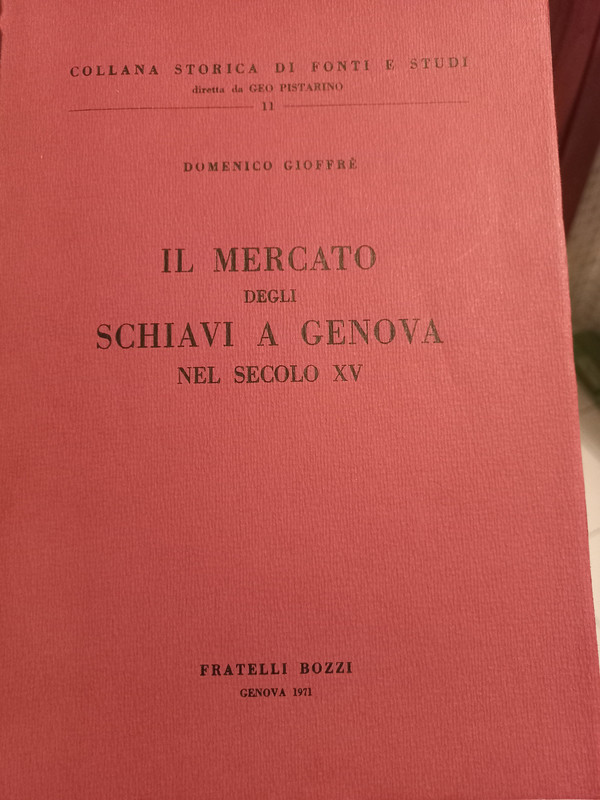 COLLANA STORICA DI FONTI E STUDI
diretta da GEO PISTARINO
11
DOMENICO GIOFFRÈ
IL MERCATO
DEGLI
SCHIAVI A GENOVA
NEL SECOLO XV
FRATELLI BOZZI
GENOVA 1971